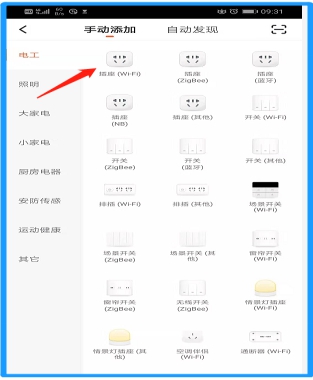 09:31
手动添加 自动发现
电工
照明
大家电
小家电
厨房电器
安防传感
运动健康
其它
插座 (Wi-Fi)
插座
(ZigBee)
插座
(蓝牙)
插座
(NB)
插座 (其他)
开关 (Wi-Fi)
开关
(ZigBee)
开关
(蓝牙)
开关 (其他)
排插 (Wi-Fi)
排插 (其他)
场景开关
(Wi-Fi)
场景开关
(ZigBee)
场景开关 (其
他)
窗帘开关
(Wi-Fi)
窗帘开关
(ZigBee)
无线开关
(ZigBee)
情景灯插座
(Wi-Fi)
情景灯插座 (其
他)
空调伴侣
(Wi-Fi)
通断器 (Wi-Fi)